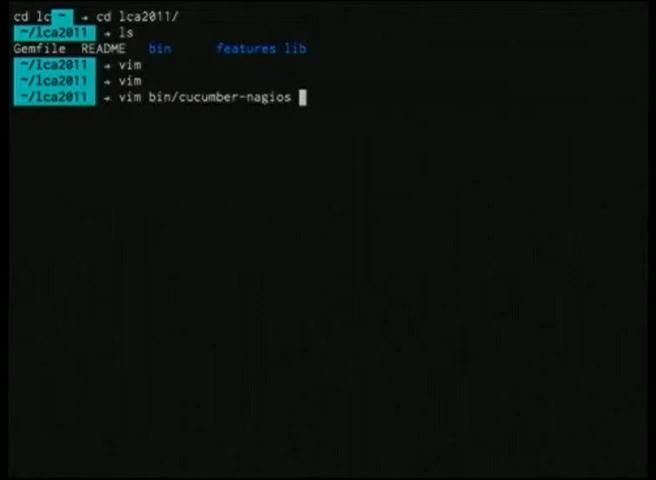 cd lc ~ → cd lca2011/
~/lca2011 → ls
Gemfile README bin features lib
~/lca2011 → vim
~/lca2011 → vim
~/lca2011 → vim bin/cucumber-nagios